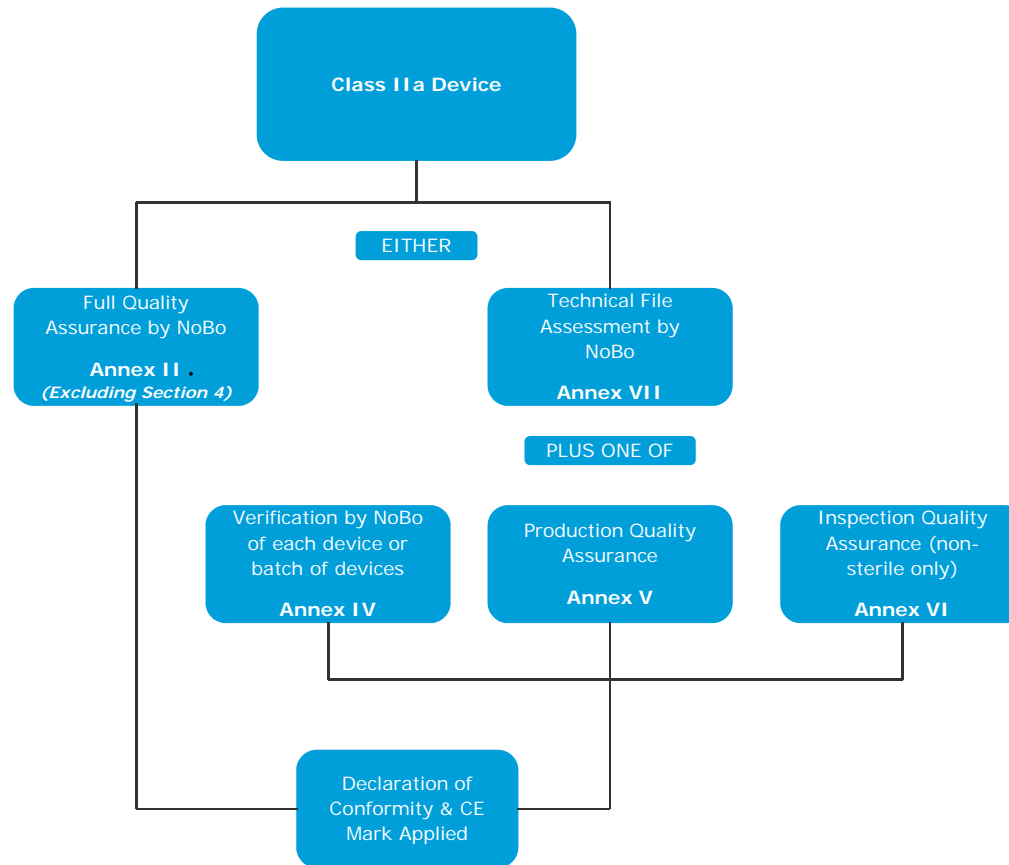 Class IIa Device
EITHER
Full Quality
Assurance by NoBo
Annex II .
(Excluding Section 4)
Technical File
Assessment by
NoBo
Annex VII
PLUS ONE OF
Verification by NoBo
of each device or
batch of devices
Annex IV
Production Quality
Assurance
Annex V
Inspection Quality
Assurance (non-
sterile only)
Annex VI
Declaration of
Conformity & CE
Mark Applied